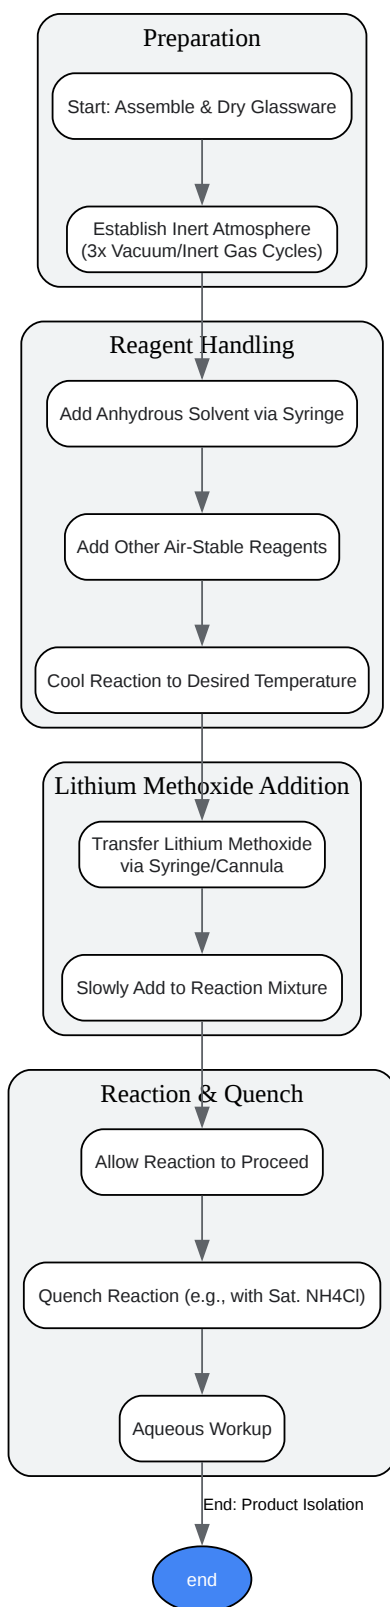 Preparation
Start: Assemble & Dry Glassware
Establish Inert Atmosphere
(3x Vacuum/Inert Gas Cycles)
Reagent Handling
Add Anhydrous Solvent via Syringe
Add Other Air-Stable Reagents
Cool Reaction to Desired Temperature
Lithium Methoxide Addition
Transfer Lithium Methoxide
via Syringe/Cannula
Slowly Add to Reaction Mixture
Reaction & Quench
Allow Reaction to Proceed
Quench Reaction (e.g., with Sat. NH4Cl)
Aqueous Workup
End: Product Isolation
end